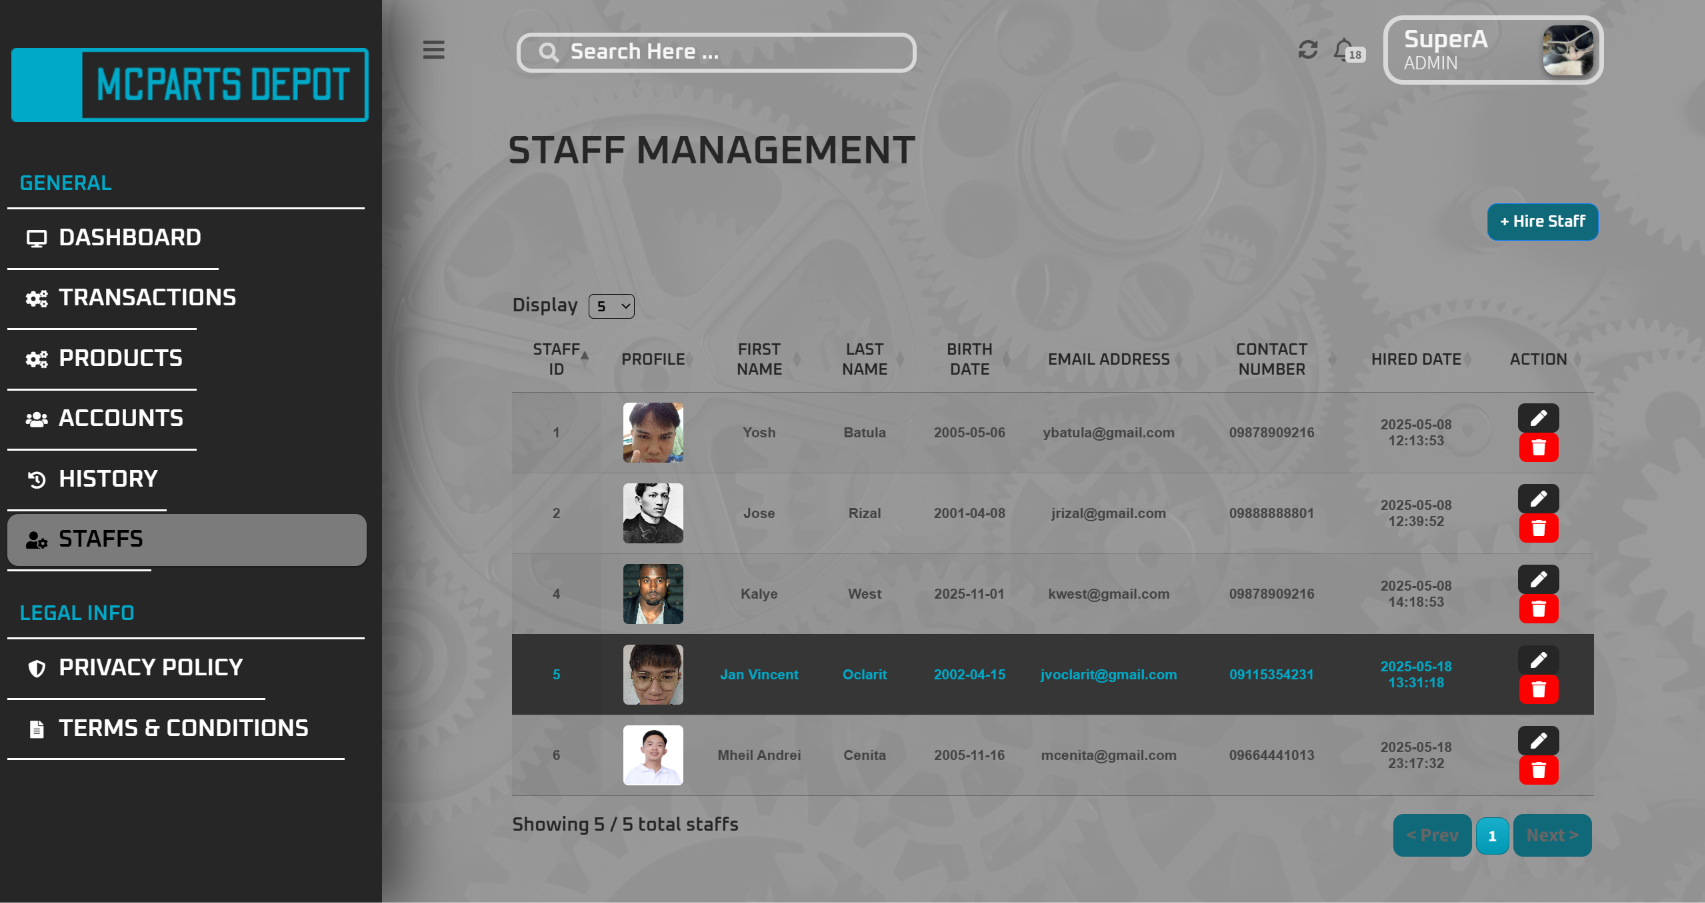 MCPARTS DEPOT
GENERAL
DASHBOARD
TRANSACTIONS
PRODUCTS
ACCOUNTS
HISTORY
STAFFS
LEGAL INFO
PRIVACY POLICY
TERMS & CONDITIONS
Search Here ...
18
SuperA
ADMIN
STAFF MANAGEMENT
+ Hire Staff
Display 5
STAFF ID PROFILE FIRST NAME LAST NAME BIRTH DATE EMAIL ADDRESS CONTACT NUMBER HIRED DATE ACTION
1 Yosh Batula 2005-05-06 ybatula@gmail.com 09878909216 2025-05-08 12:13:53
2 Jose Rizal 2001-04-08 jrizal@gmail.com 09888888801 2025-05-08 12:39:52
4 Kalye West 2025-11-01 kwest@gmail.com 09878909216 2025-05-08 14:18:53
5 Jan Vincent Oclarit 2002-04-15 jvoclarit@gmail.com 09115354231 2025-05-18 13:31:18
6 Mheil Andrei Cenita 2005-11-16 mcenita@gmail.com 09664441013 2025-05-18 23:17:32
Showing 5 / 5 total staffs
< Prev 1 Next >